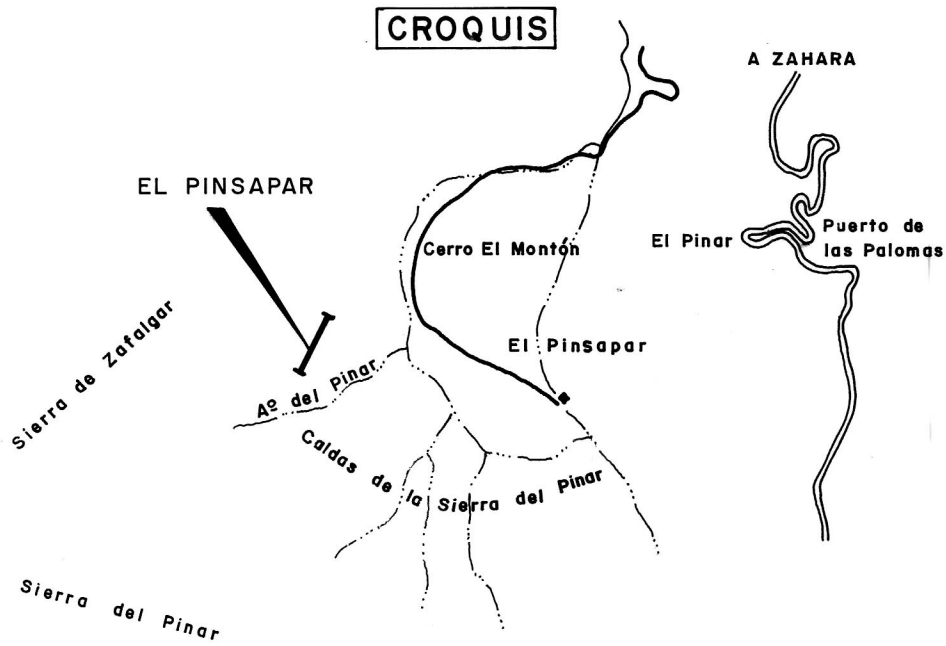 CROQUIS
A ZAHARA
EL PINSAPAR
Puerto de
las Palomas
El Pinar
Cerro El Montón
Sierra de Zafalgar
El Pinsapar
Aº del Pinar
Caidas de la Sierra del Pinar
Sierra del Pinar